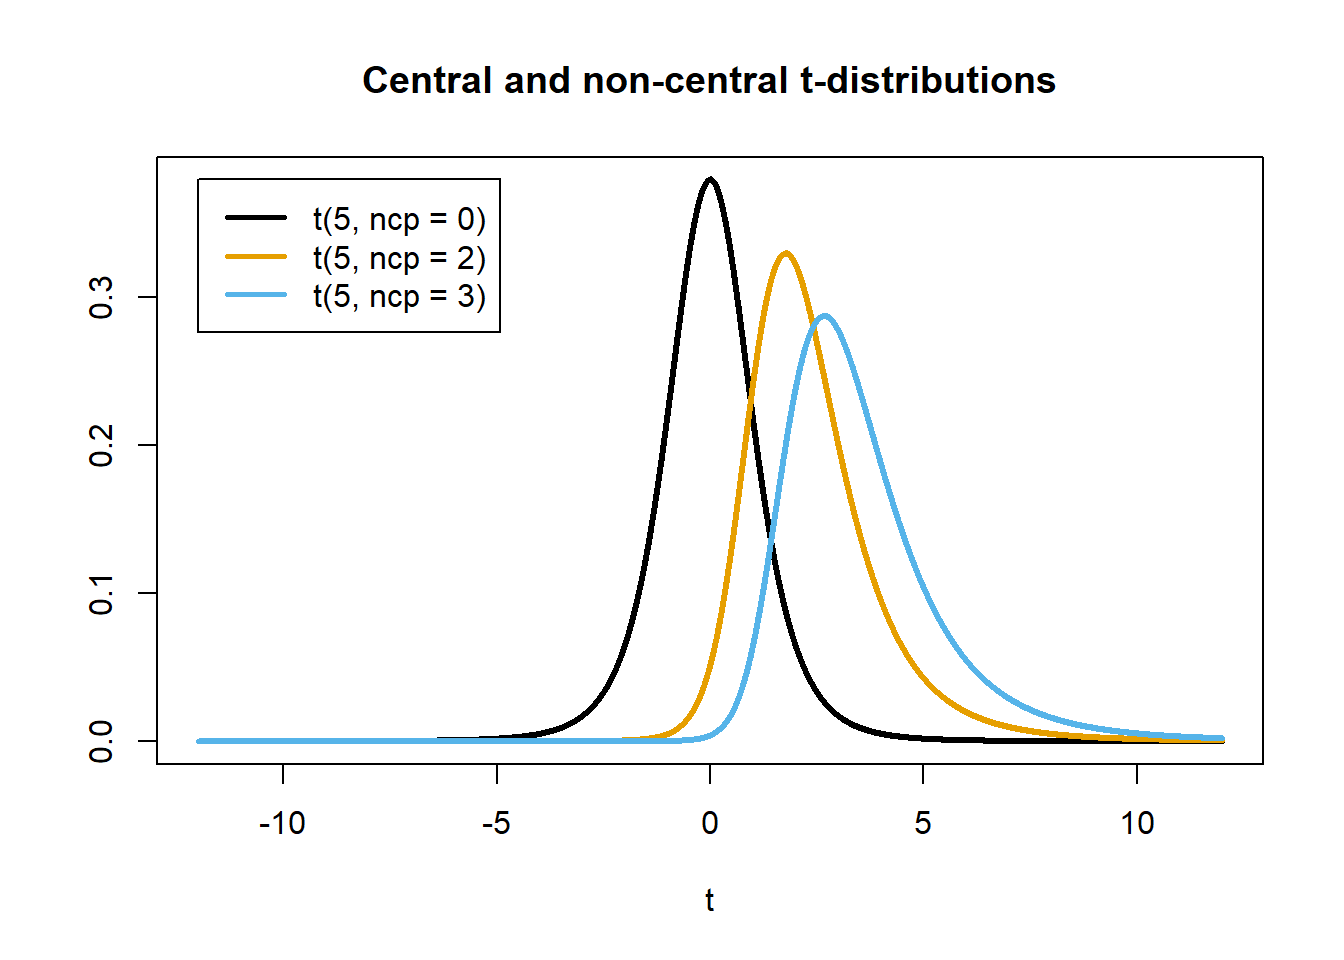 Central and non-central t-distributions
t(5, ncp = 0)
t(5, ncp = 2)
t(5, ncp = 3)
0.3
0.2
0.1
0.0
-10 -5 0 5 10
t